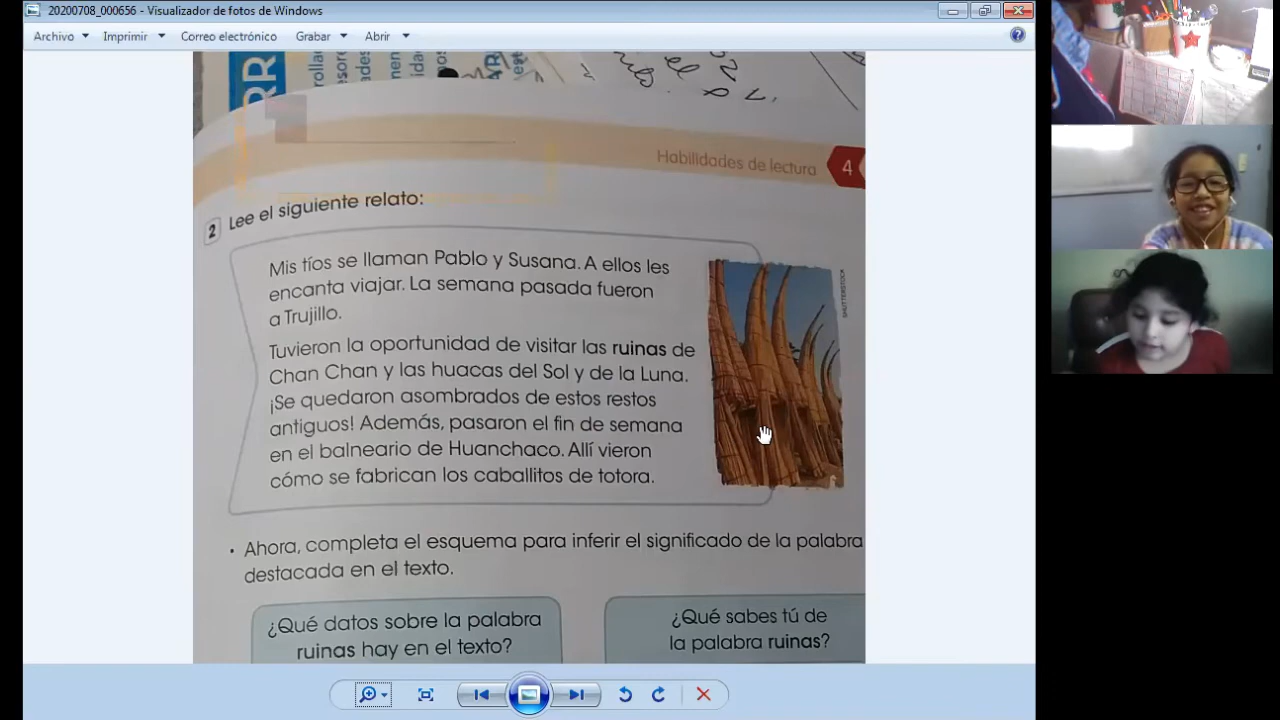 20200708_000656 - Visualizador de fotos de Windows
Archivo Imprimir Correo electrónico Grabar Abrir
RR
Habilidades de lectura 4
2 Lee el siguiente relato:
Mis tíos se llaman Pablo y Susana. A ellos les
encanta viajar. La semana pasada fueron
a Trujillo.
Tuvieron la oportunidad de visitar las ruinas de
Chan Chan y las huacas del Sol y de la Luna.
¡Se quedaron asombrados de estos restos
antiguos! Además, pasaron el fin de semana
en el balneario de Huanchaco. Allí vieron
cómo se fabrican los caballitos de totora.
SHUTTERSTOCK
• Ahora, completa el esquema para inferir el significado de la palabra
destacada en el texto.
¿Qué datos sobre la palabra
ruinas hay en el texto?
¿Qué sabes tú de
la palabra ruinas?